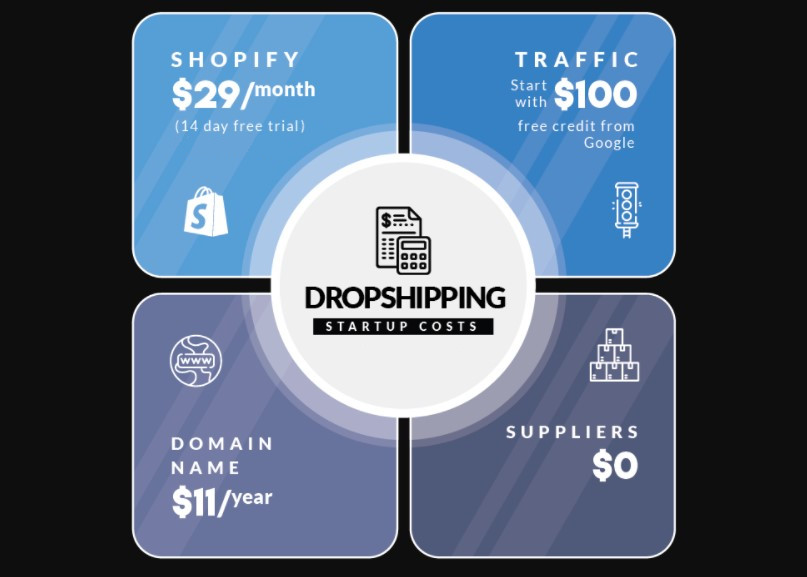 SHOPIFY
$29/month
(14 day free trial)
S
TRAFFIC
Start
with $100
free credit from
Google
$
DROPSHIPPING
STARTUP COSTS
WWW
DOMAIN
NAME
$11/year
SUPPLIERS
$0